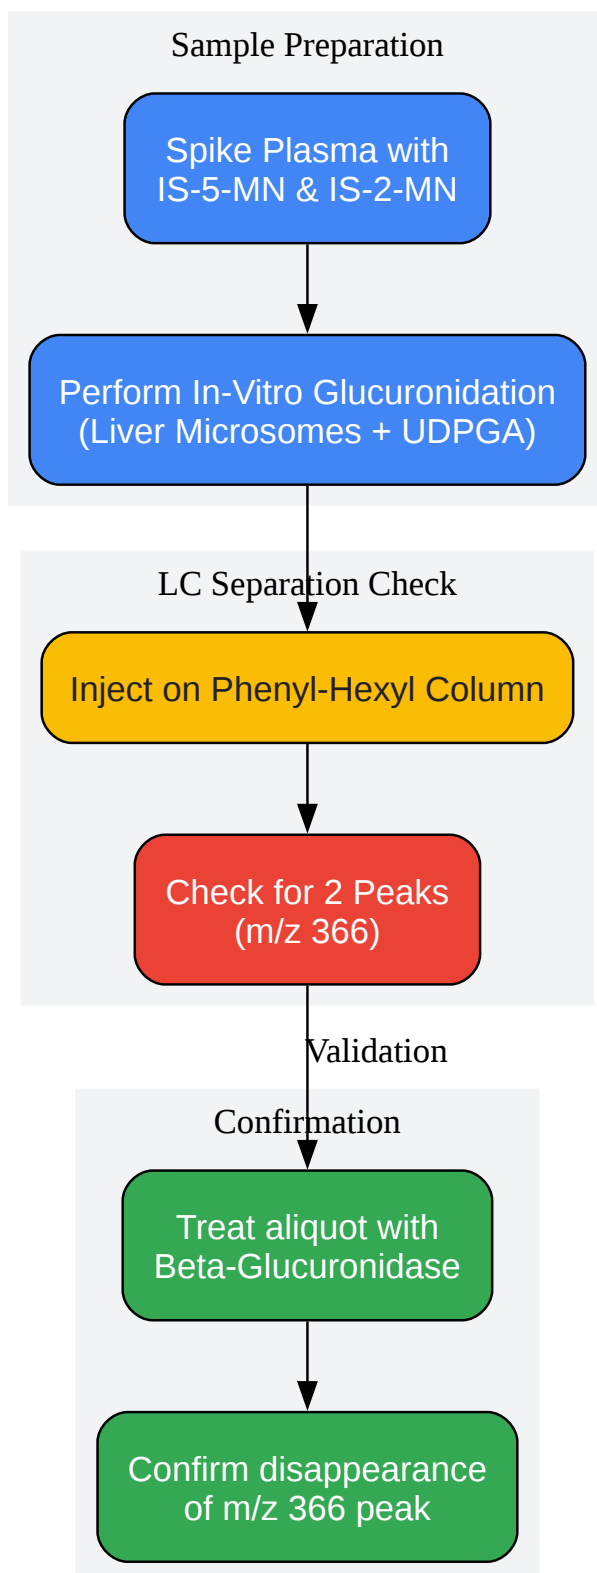 Sample Preparation
Spike Plasma with
IS-5-MN & IS-2-MN
Perform In-Vitro Glucuronidation
(Liver Microsomes + UDPGA)
LC Separation Check
Inject on Phenyl-Hexyl Column
Check for 2 Peaks
(m/z 366)
Validation
Confirmation
Treat aliquot with
Beta-Glucuronidase
Confirm disappearance
of m/z 366 peak